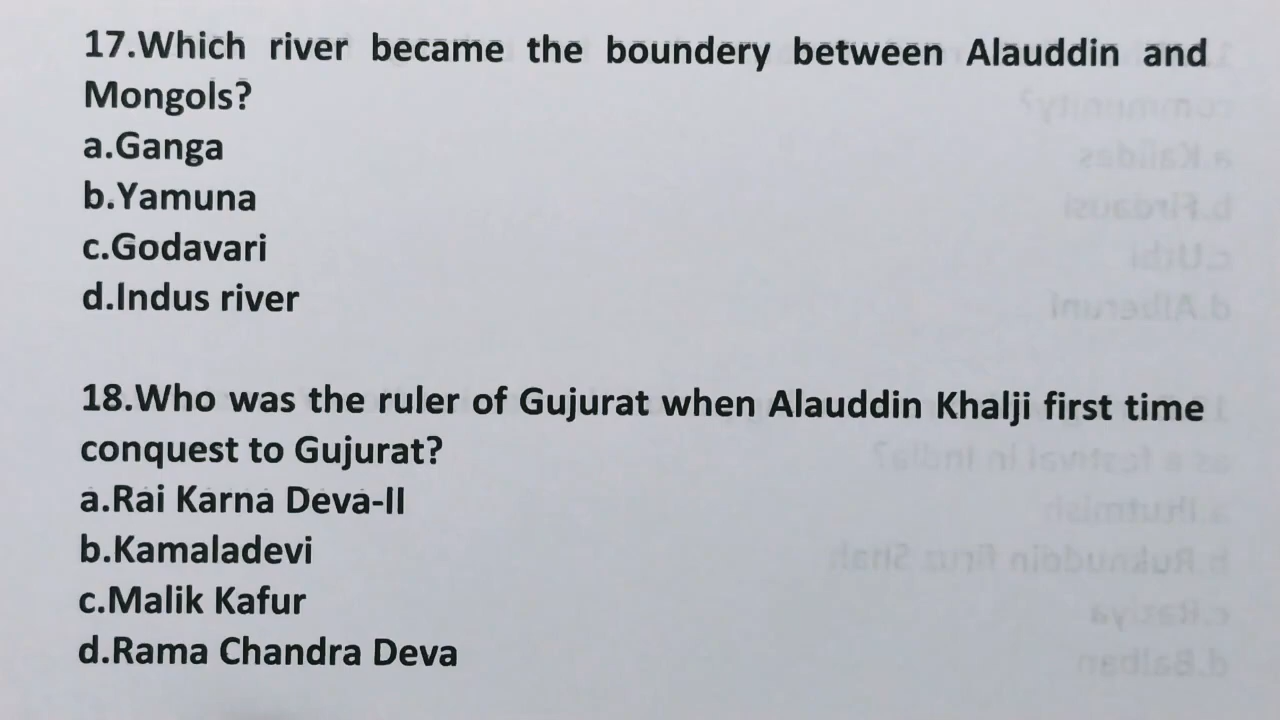 17.Which river became the boundery between Alauddin and
Mongols?
a.Ganga
b.Yamuna
c.Godavari
d.Indus river
18.Who was the ruler of Gujurat when Alauddin Khalji first time
conquest to Gujurat?
a.Rai Karna Deva-II
b.Kamaladevi
c.Malik Kafur
d.Rama Chandra Deva